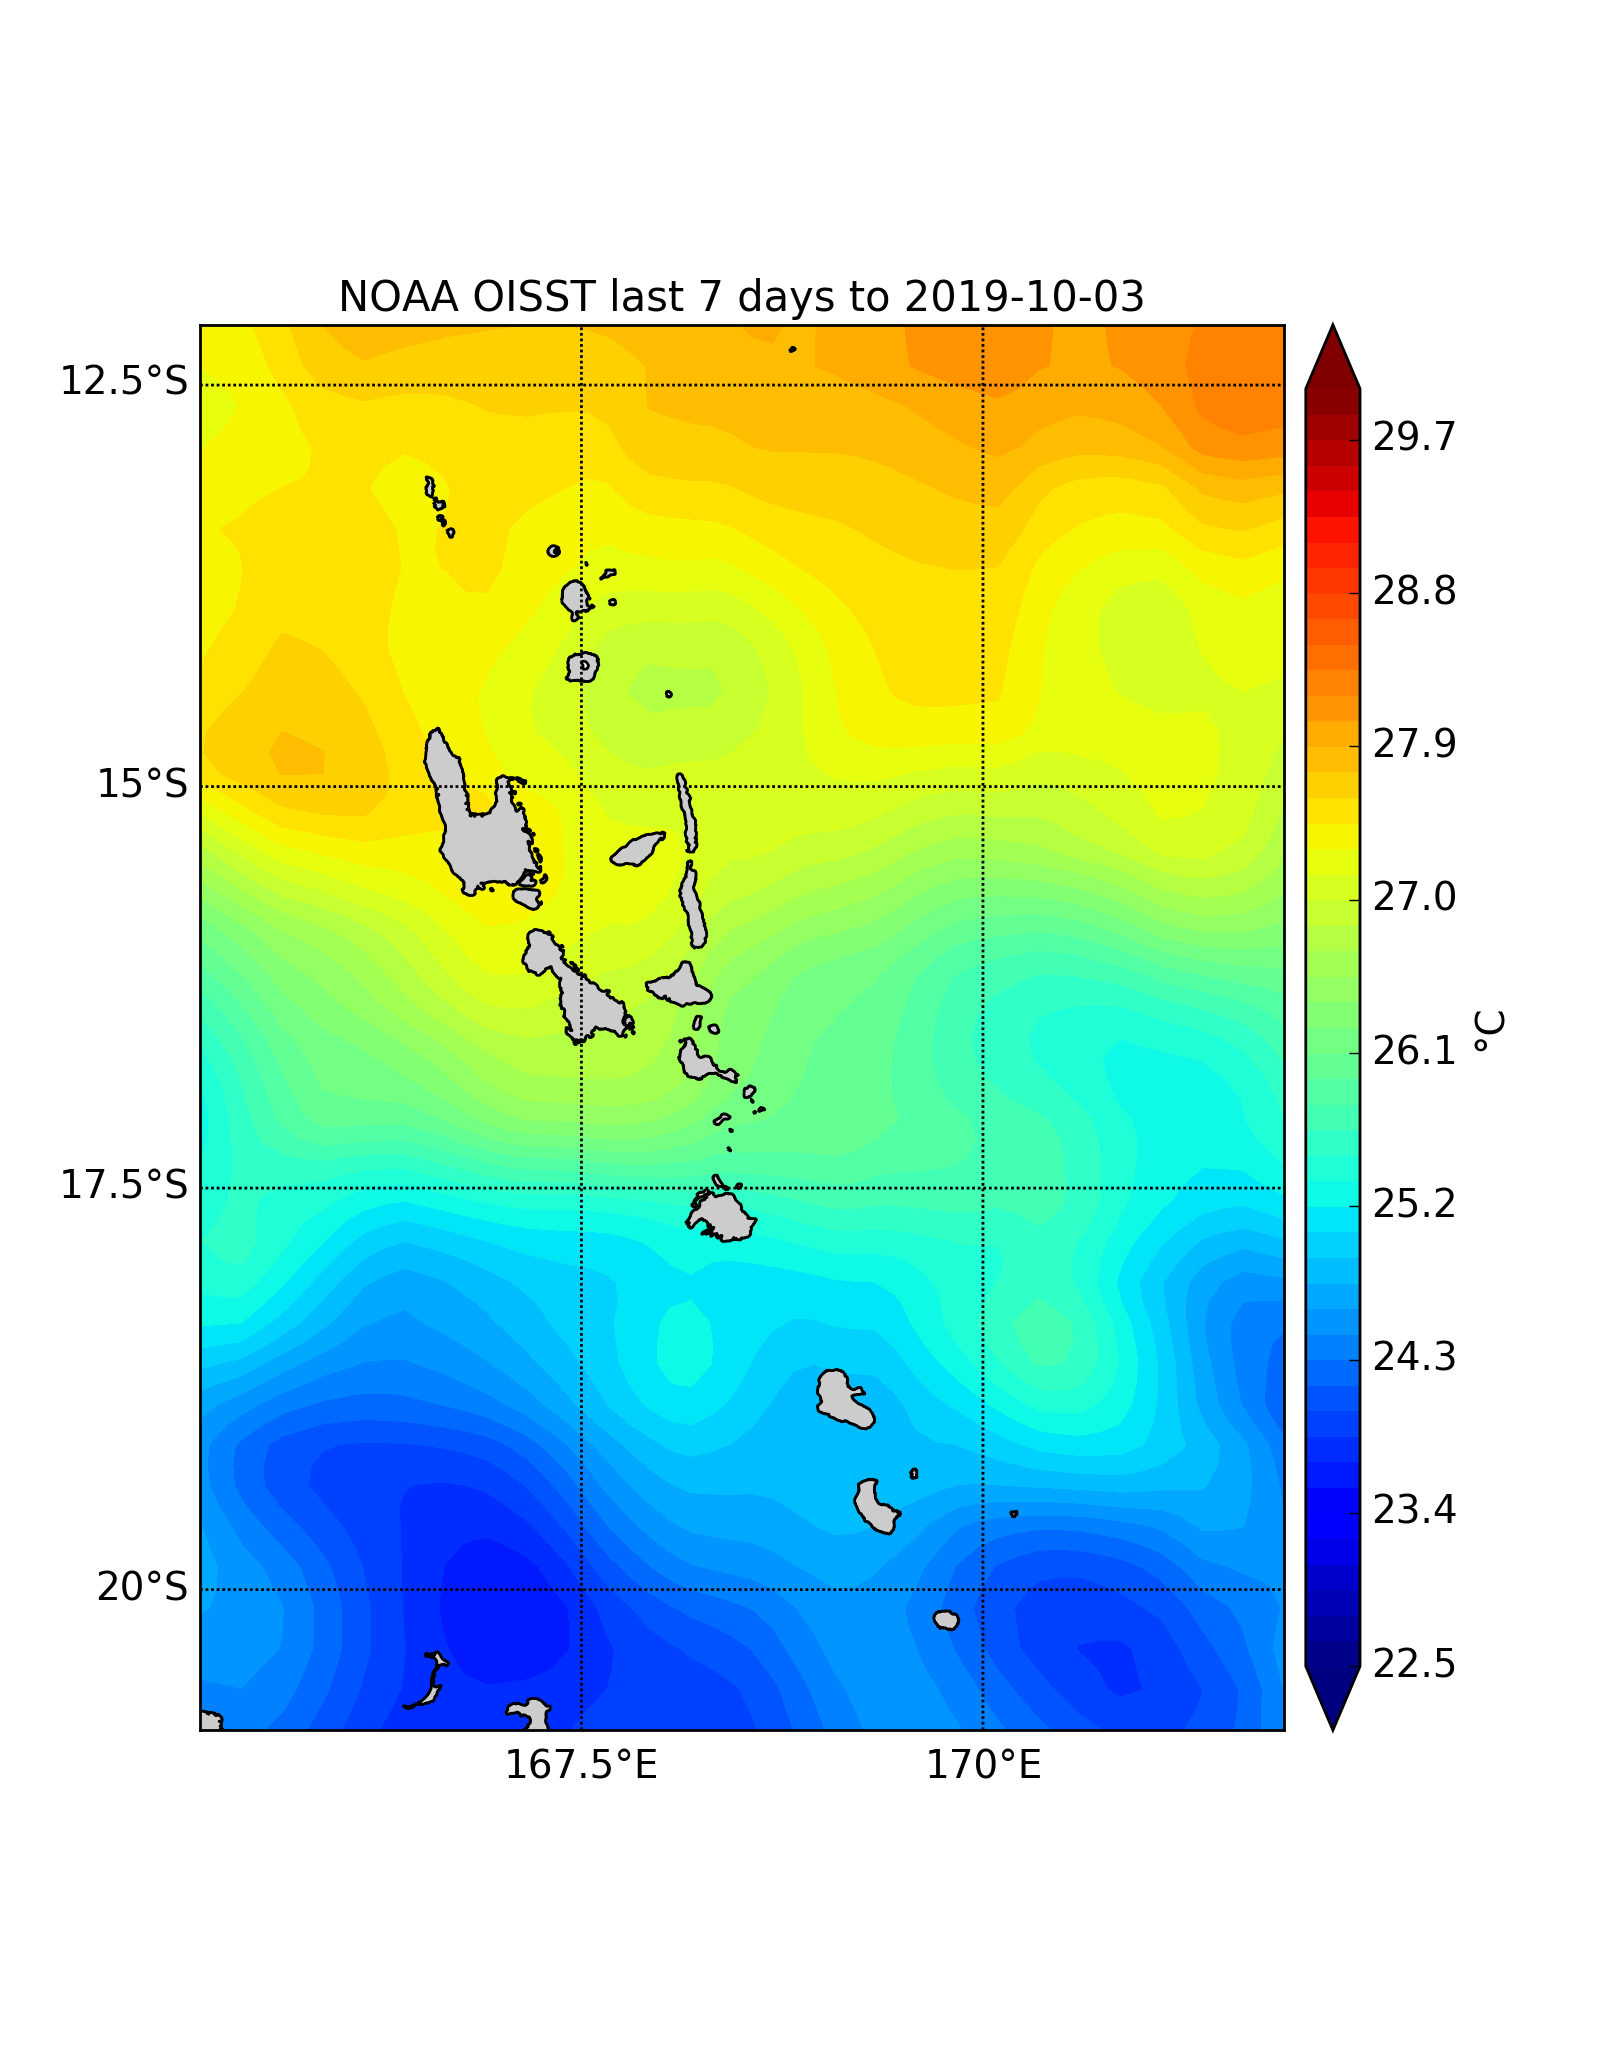 NOAA OISST last 7 days to 2019-10-03
12.5°S
15°S
17.5°S
20°S
167.5°E
170°E
29.7
28.8
27.9
27.0
26.1
25.2
24.3
23.4
22.5
°C